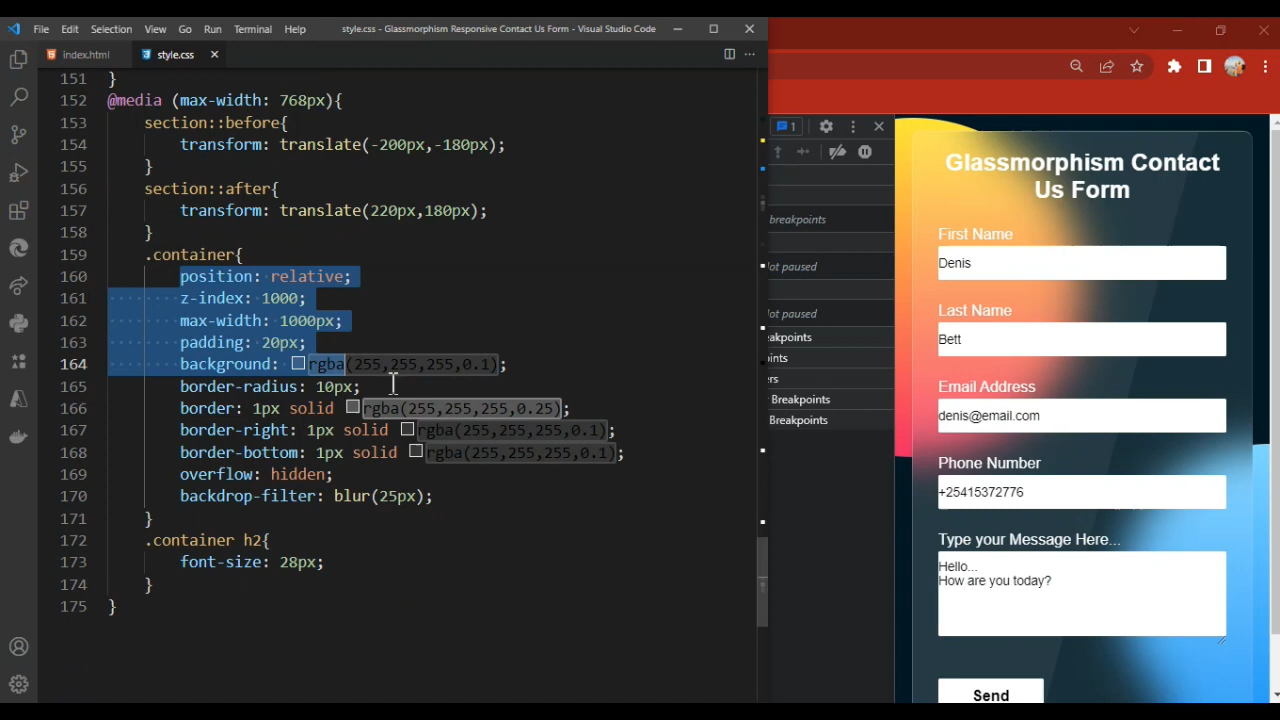 File Edit Selection View Go Run Terminal Help style.css - Glassmorphism Responsive Contact Us Form - Visual Studio Code
index.html style.css
151 }
152 @media (max-width: 768px){
153 section::before{
154 transform: translate(-200px,-180px);
155 }
156 section::after{
157 transform: translate(220px,180px);
158 }
159 .container{
160 position: relative;
161 z-index: 1000;
162 max-width: 1000px;
163 padding: 20px;
164 background: rgba(255,255,255,0.1);
165 border-radius: 10px;
166 border: 1px solid rgba(255,255,255,0.25);
167 border-right: 1px solid rgba(255,255,255,0.1);
168 border-bottom: 1px solid rgba(255,255,255,0.1);
169 overflow: hidden;
170 backdrop-filter: blur(25px);
171 }
172 .container h2{
173 font-size: 28px;
174 }
175 }
1
breakpoints
ot paused
ot paused
akpoints
ints
ers
Breakpoints
Breakpoints
Glassmorphism Contact
Us Form
First Name
Denis
Last Name
Bett
Email Address
denis@email.com
Phone Number
+25415372776
Type your Message Here...
Hello...
How are you today?
Send